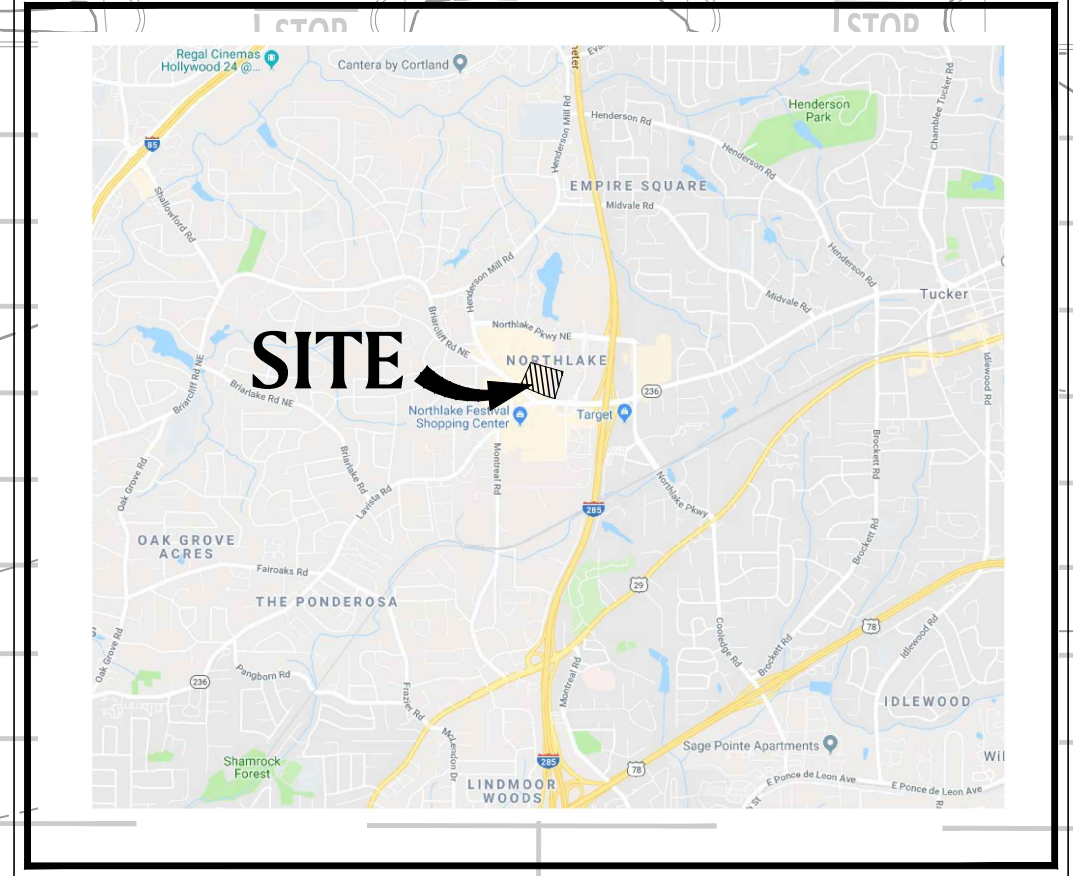 STOP
STOP
Regal Cinemas
Hollywood 24 @...
Cantera by Cortland
Henderson Mill Rd
Henderson Rd
Henderson
Park
Chamblee Tucker Rd
85
Henderson Rd
EMPIRE SQUARE
Midvale Rd
Shallowford Rd
Henderson Rd
Henderson Mill Rd
Midvale Rd
Tucker
Briarcliff Rd NE
Northlake Pkwy NE
SITE
NORTHLAKE
Briarcliff Rd NE
Briarlake Rd NE
236
Idlewood Rd
Northlake Festival
Shopping Center
Target
Montreal Rd
Brockett Rd
Oak Grove Rd
Briarlake Rd
Lavista Rd
Northlake Pkwy
285
OAK GROVE
ACRES
Brockett Rd
Fairoaks Rd
29
THE PONDEROSA
78
Oak Grove Rd
Cooledge Rd
Brockett Rd
Idlewood Rd
236
Pangborn Rd
Montreal Rd
Frazier Rd
IDLEWOOD
McLendon Dr
Sage Pointe Apartments
Wil
Shamrock
Forest
285
78
LINDMOOR
WOODS
E Ponce de Leon Ave
E Ponce de Leon Ave
St